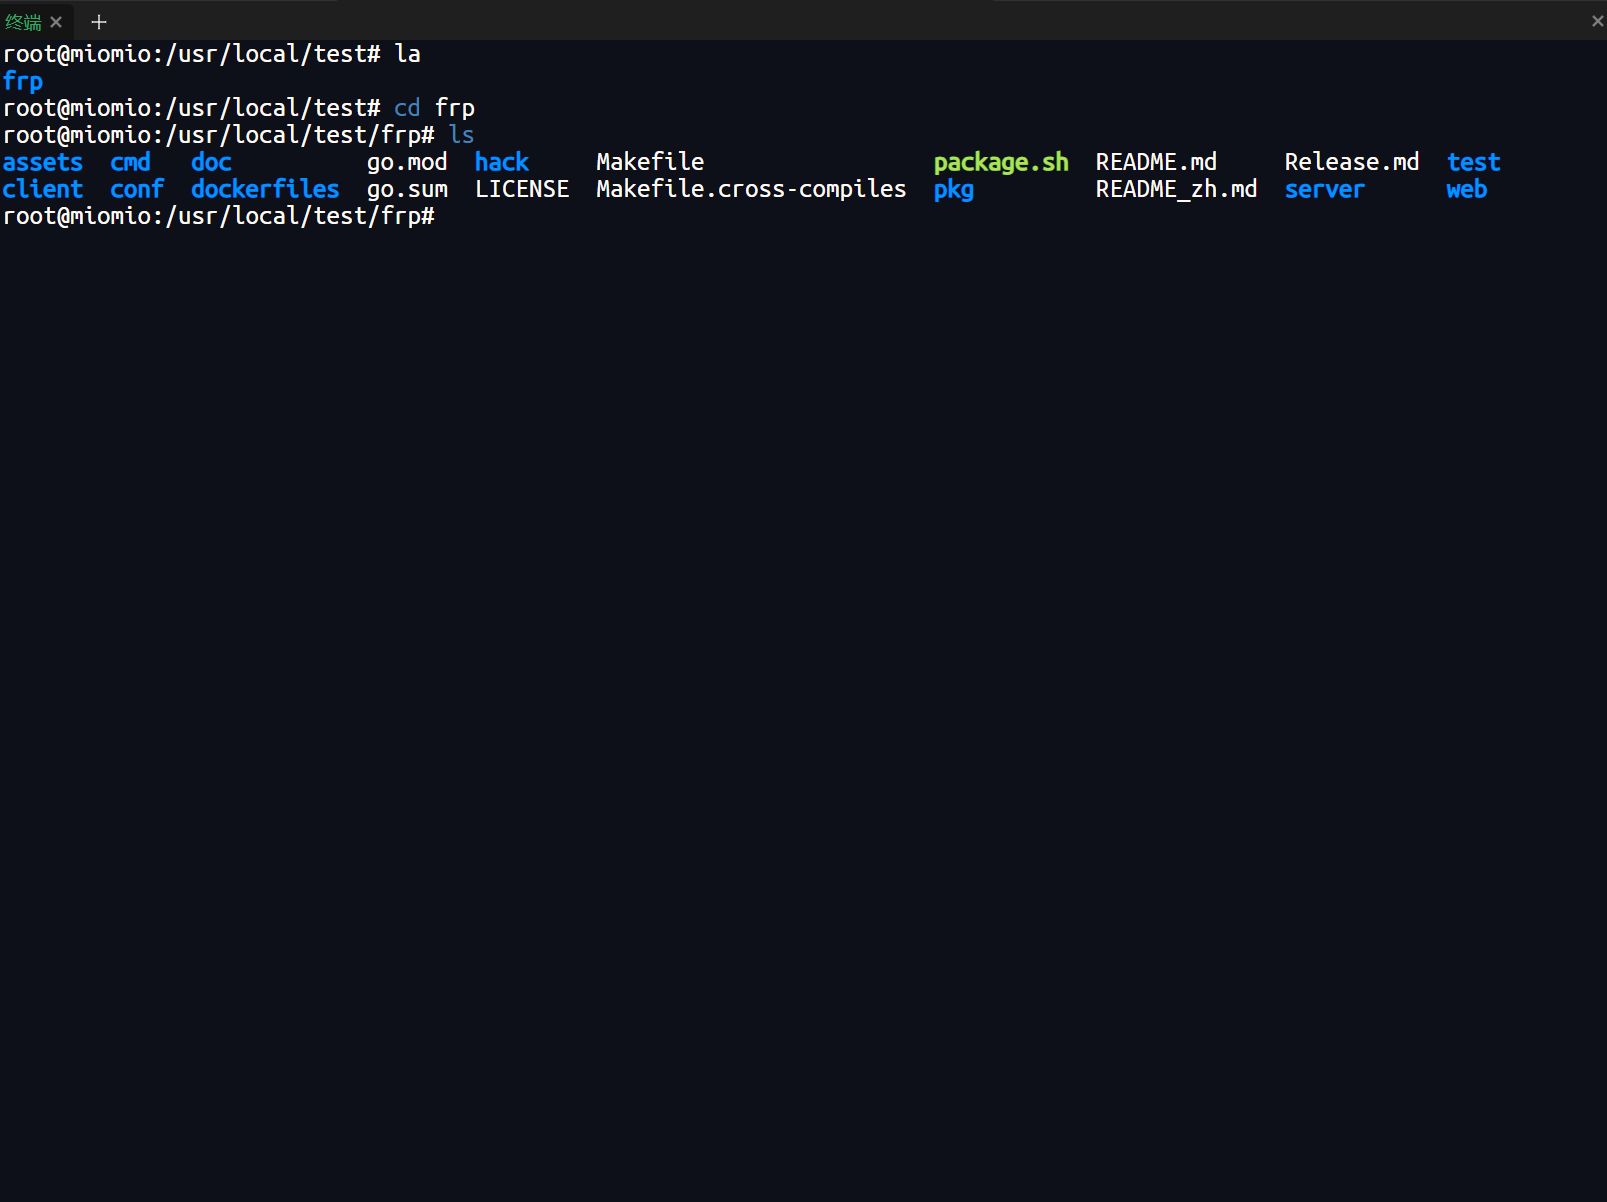 终端 × + ×
root@miomio:/usr/local/test# la
frp
root@miomio:/usr/local/test# cd frp
root@miomio:/usr/local/test/frp# ls
assets  cmd   doc          go.mod  hack     Makefile                 package.sh  README.md     Release.md  test
client  conf  dockerfiles  go.sum  LICENSE  Makefile.cross-compiles  pkg         README_zh.md  server      web
root@miomio:/usr/local/test/frp#